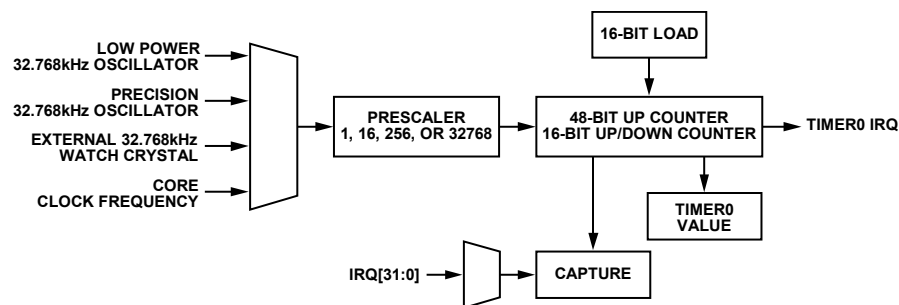 16-BIT LOAD
LOW POWER
32.768kHz OSCILLATOR
PRECISION
32.768kHz OSCILLATOR
EXTERNAL 32.768kHz
WATCH CRYSTAL
CORE
CLOCK FREQUENCY
PRESCALER
1, 16, 256, OR 32768
48-BIT UP COUNTER
16-BIT UP/DOWN COUNTER
TIMER0 IRQ
TIMER0
VALUE
IRQ[31:0]
CAPTURE